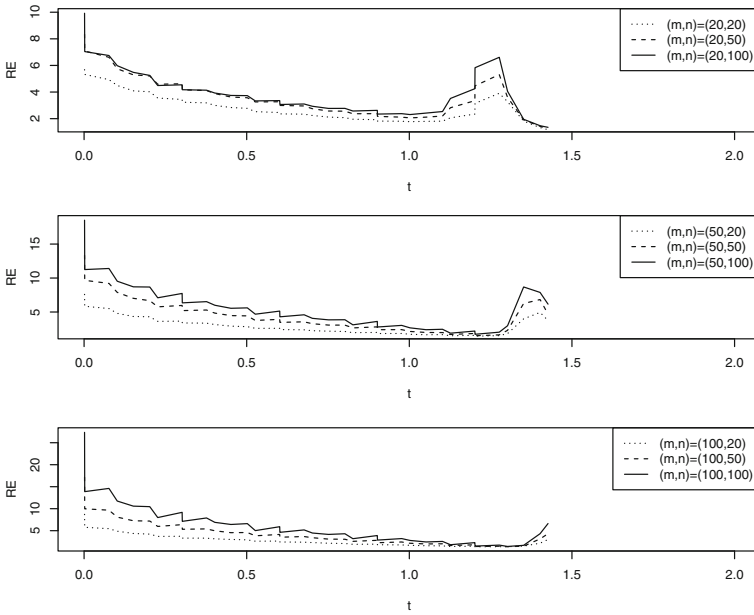 10
8
6
4
2
RE
(m,n)=(20,20)
(m,n)=(20,50)
(m,n)=(20,100)
0.0 0.5 1.0 1.5 2.0
t
15
10
5
RE
(m,n)=(50,20)
(m,n)=(50,50)
(m,n)=(50,100)
0.0 0.5 1.0 1.5 2.0
t
20
10
5
RE
(m,n)=(100,20)
(m,n)=(100,50)
(m,n)=(100,100)
0.0 0.5 1.0 1.5 2.0
t